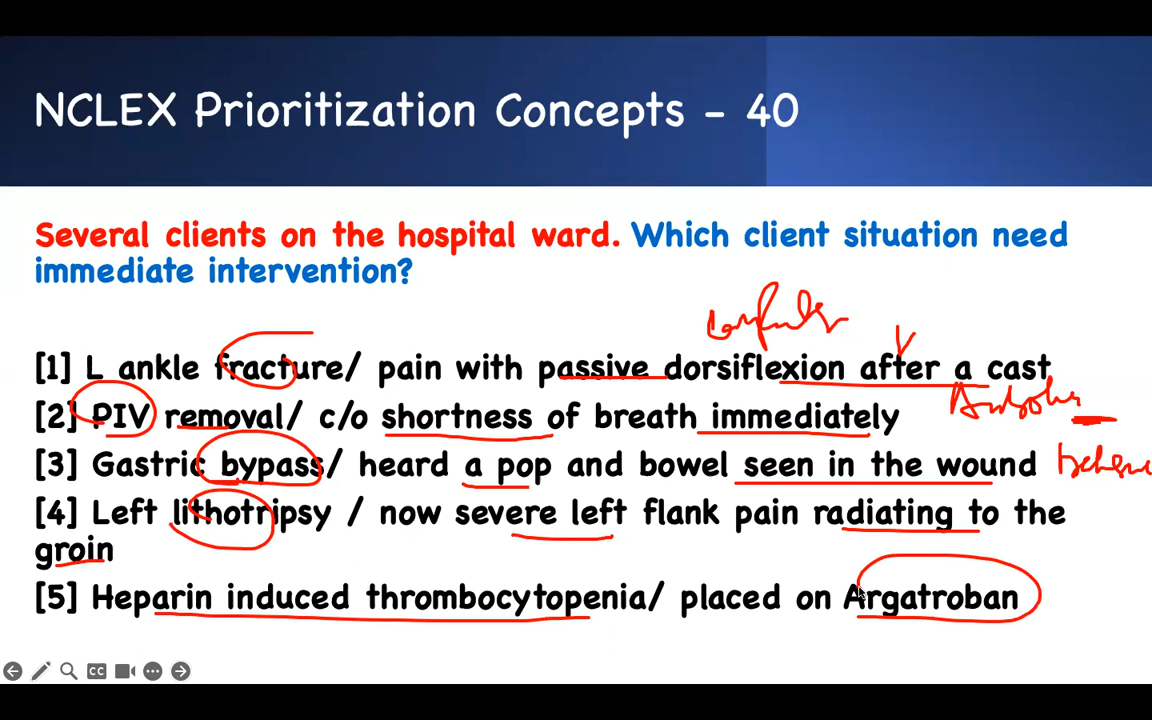 NCLEX Prioritization Concepts - 40
Several clients on the hospital ward. Which client situation need
immediate intervention?
[1] L ankle fracture/ pain with passive dorsiflexion after a cast
[2] PIV removal/ c/o shortness of breath immediately
[3] Gastric bypass/ heard a pop and bowel seen in the wound
[4] Left lithotripsy / now severe left flank pain radiating to the
groin
[5] Heparin induced thrombocytopenia/ placed on Argatroban
CC